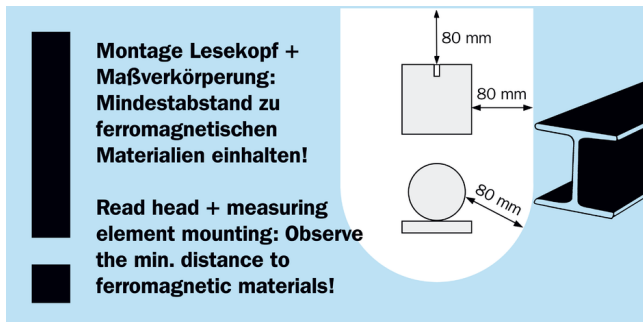 Montage Lesekopf +
Maßverkörperung:
Mindestabstand zu
ferromagnetischen
Materialien einhalten!
Read head + measuring
element mounting: Observe
the min. distance to
ferromagnetic materials!
80 mm
80 mm
80 mm